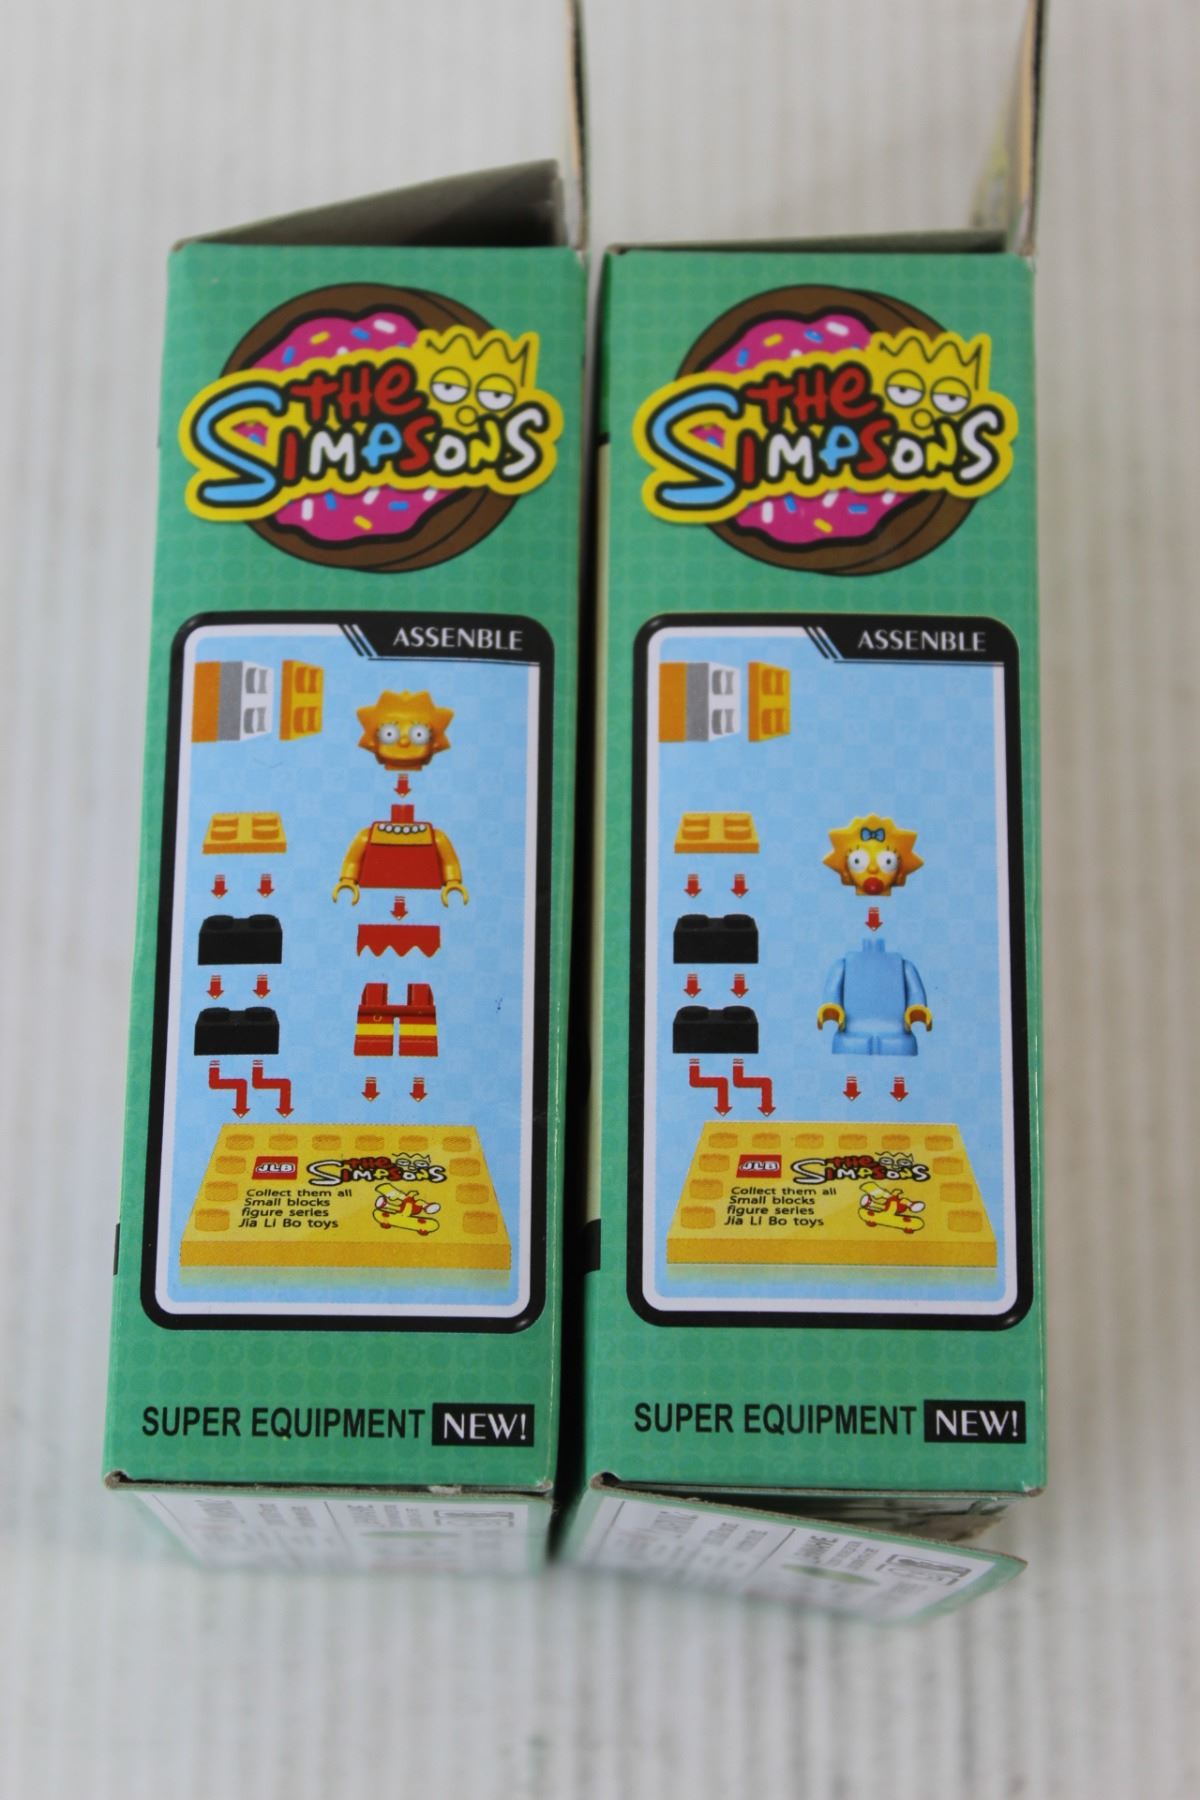 THE
SIMPSONS
ASSENBLE
JLB
THE
SIMPSONS
Collect them all
Small blocks
figure series
Jia Li Bo toys
SUPER EQUIPMENT NEW!
THE
SIMPSONS
ASSENBLE
JLB
THE
SIMPSONS
Collect them all
Small blocks
figure series
Jia Li Bo toys
SUPER EQUIPMENT NEW!